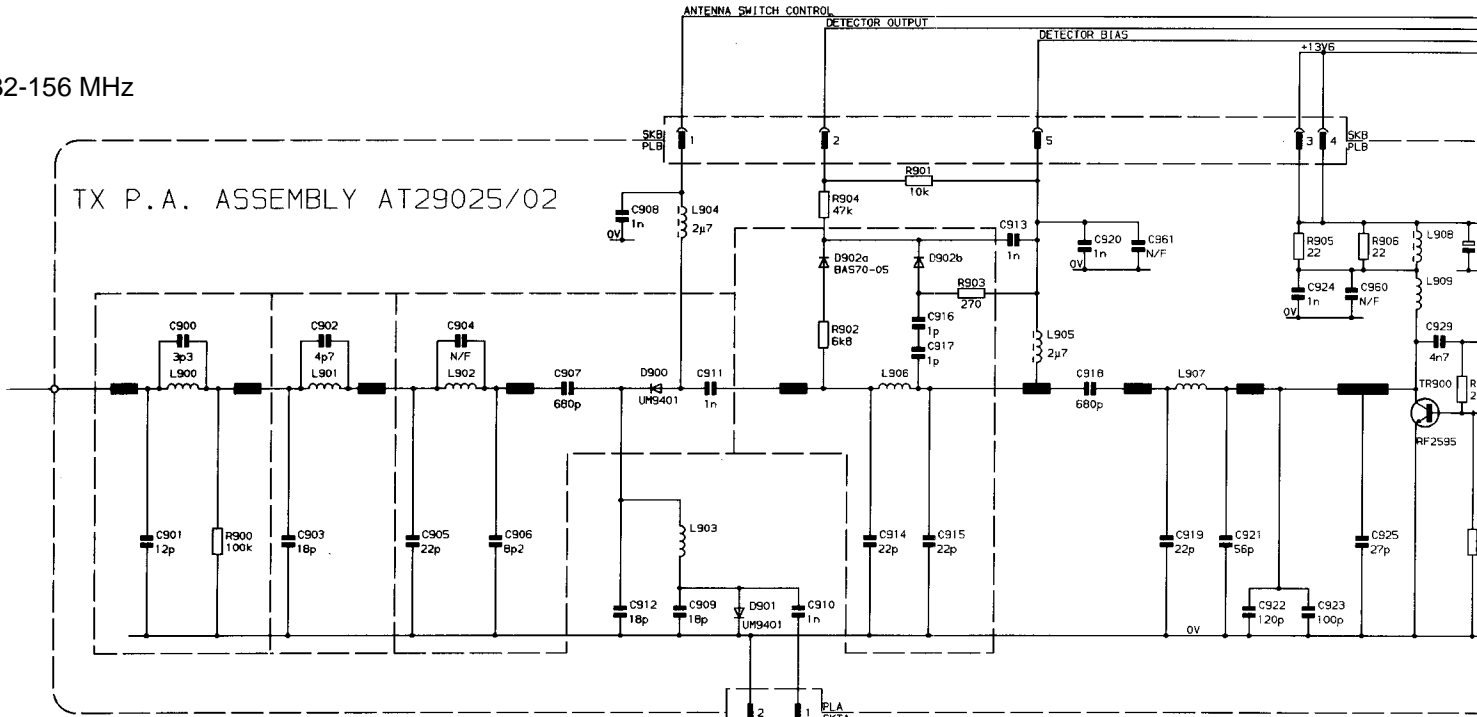 ANTENNA SWITCH CONTROL
DETECTOR OUTPUT
DETECTOR BIAS
+13V6
32-156 MHz
SKB
PLB
1
2
5
3
4
SKB
PLB
TX P.A. ASSEMBLY AT29025/02
R901
10k
R904
47k
C908
1n
0V
L904
2µ7
C913
1n
C920
1n
C961
N/F
0V
R905
22
R906
22
L908
D902a
BAS70-05
D902b
R903
270
C924
1n
C960
N/F
0V
L909
C900
3p3
L900
C902
4p7
L901
C904
N/F
L902
R902
6k8
C916
1p
C917
1p
L905
2µ7
C929
4n7
C907
680p
D900
UM9401
C911
1n
L906
C918
680p
L907
TR900
RF2595
R
2
C901
12p
R900
100k
C903
18p
C905
22p
C906
8p2
L903
C914
22p
C915
22p
C919
22p
C921
56p
C925
27p
C912
18p
C909
18p
D901
UM9401
C910
1n
C922
120p
C923
100p
0V
2
1
PLA